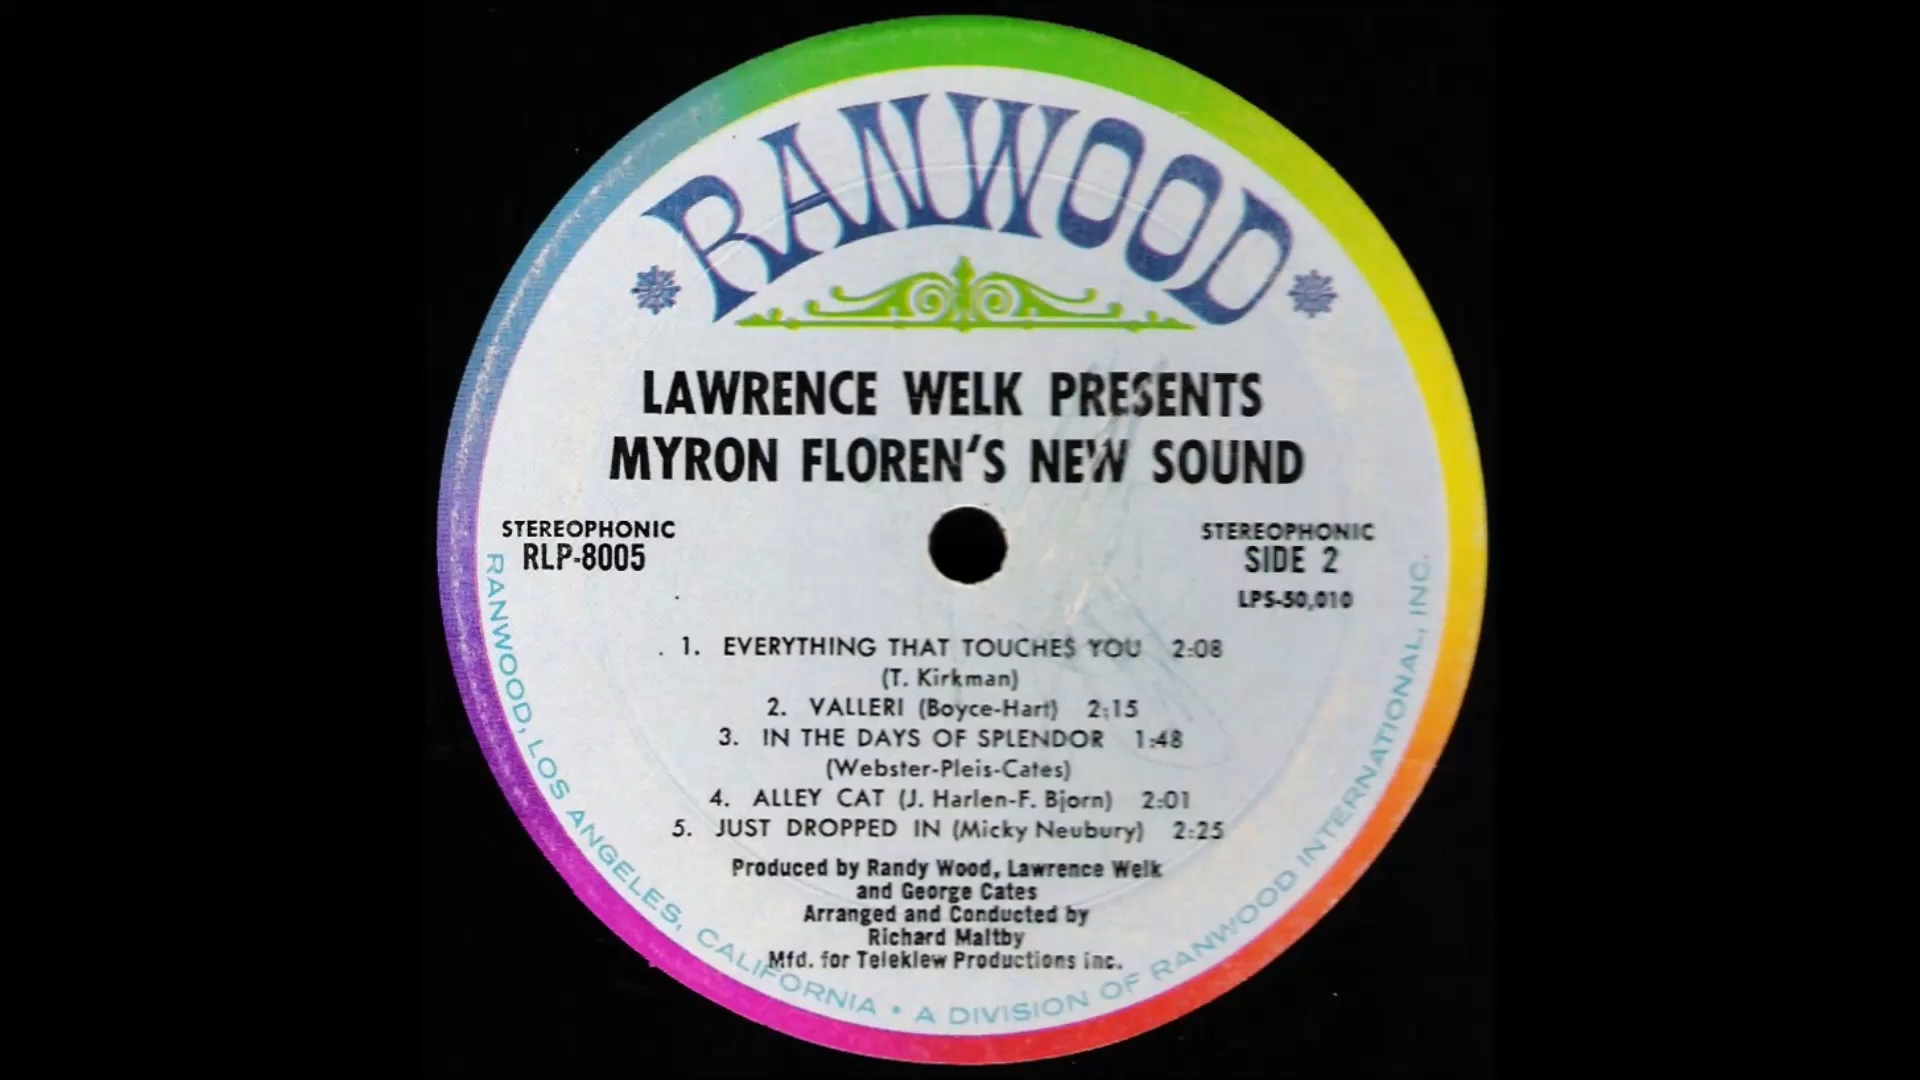 RANWOOD
LAWRENCE WELK PRESENTS
MYRON FLOREN'S NEW SOUND
STEREOPHONIC
RLP-8005
STEREOPHONIC
SIDE 2
LPS-50,010
1. EVERYTHING THAT TOUCHES YOU 2:08
(T. Kirkman)
2. VALLERI (Boyce-Hart) 2:15
3. IN THE DAYS OF SPLENDOR 1:48
(Webster-Pleis-Cates)
4. ALLEY CAT (J. Harlen-F. Bjorn) 2:01
5. JUST DROPPED IN (Micky Neubury) 2:25
Produced by Randy Wood, Lawrence Welk
and George Cates
Arranged and Conducted by
Richard Maltby
Mfd. for Teleklew Productions inc.
RANWOOD, LOS ANGELES, CALIFORNIA • A DIVISION OF RANWOOD INTERNATIONAL, INC.